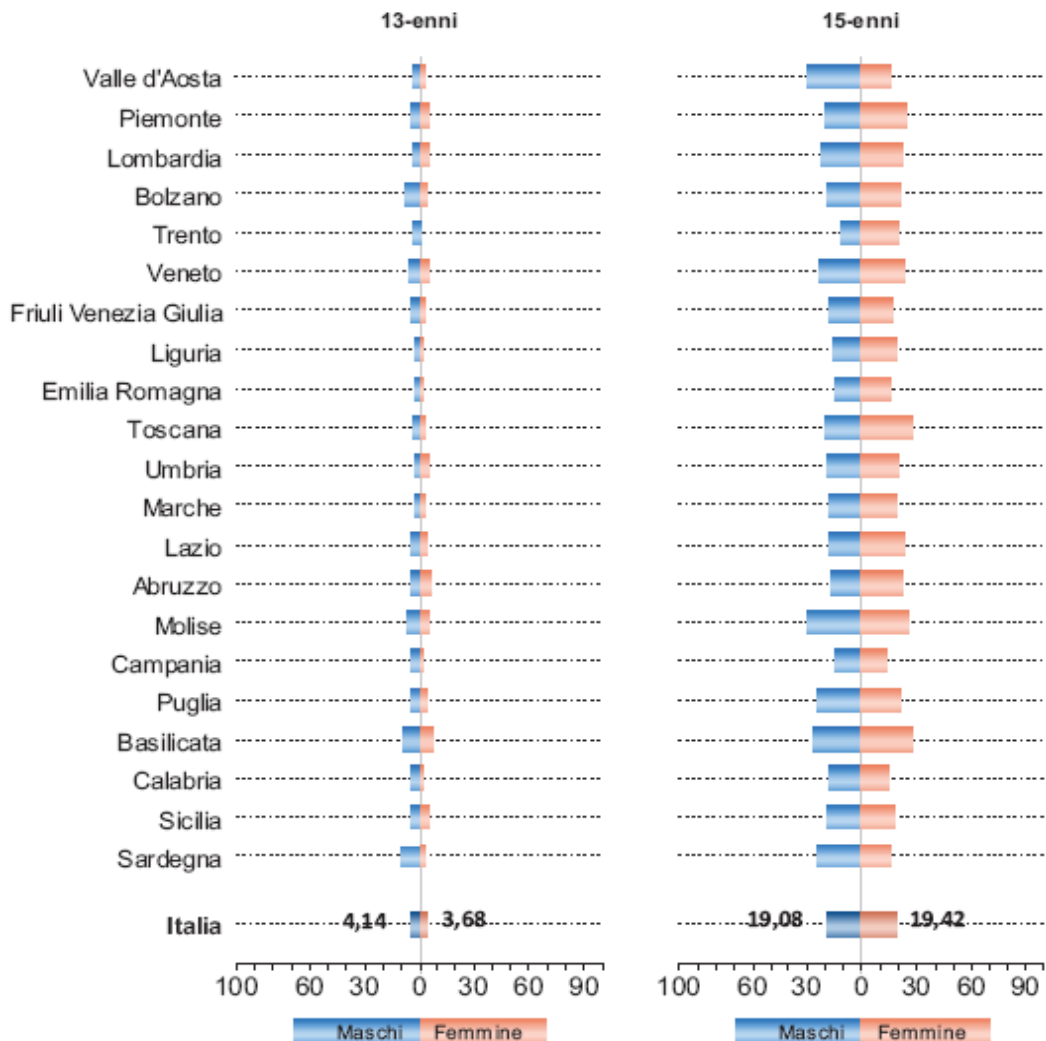 13-enni 15-enni
Valle d'Aosta
Piemonte
Lombardia
Bolzano
Trento
Veneto
Friuli Venezia Giulia
Liguria
Emilia Romagna
Toscana
Umbria
Marche
Lazio
Abruzzo
Molise
Campania
Puglia
Basilicata
Calabria
Sicilia
Sardegna
Italia 4,14 3,68 19,08 19,42
100 60 30 0 30 60 90 100 60 30 0 30 60 90
Maschi Femmine Maschi Femmine